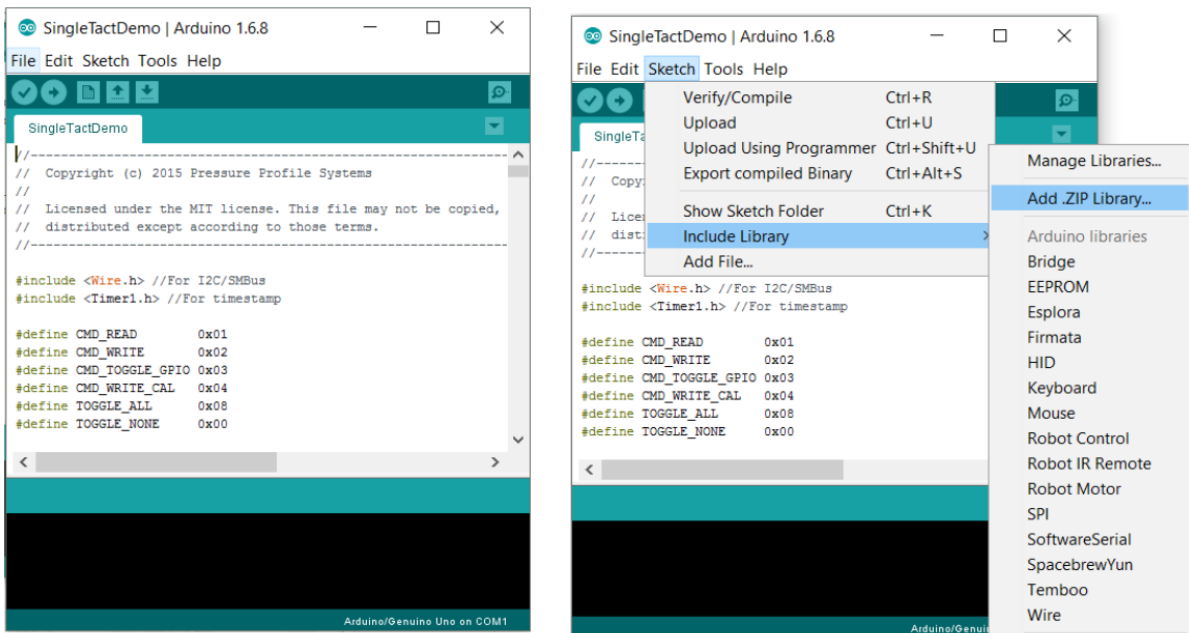 SingleTactDemo | Arduino 1.6.8
File Edit Sketch Tools Help
SingleTactDemo
//----------------------------------------------------------------
// Copyright (c) 2015 Pressure Profile Systems
//
// Licensed under the MIT license. This file may not be copied,
// distributed except according to those terms.
//----------------------------------------------------------------
#include <Wire.h> //For I2C/SMBus
#include <Timer1.h> //For timestamp
#define CMD_READ 0x01
#define CMD_WRITE 0x02
#define CMD_TOGGLE_GPIO 0x03
#define CMD_WRITE_CAL 0x04
#define TOGGLE_ALL 0x08
#define TOGGLE_NONE 0x00
Arduino/Genuino Uno on COM1
SingleTactDemo | Arduino 1.6.8
File Edit Sketch Tools Help
Verify/Compile Ctrl+R
Upload Ctrl+U
Upload Using Programmer Ctrl+Shift+U
Export compiled Binary Ctrl+Alt+S
Show Sketch Folder Ctrl+K
Include Library
Add File...
SingleTa
//------
// Copy
//
// Lice
// dist
//------
#include <Wire.h> //For I2C/SMBus
#include <Timer1.h> //For timestamp
#define CMD_READ 0x01
#define CMD_WRITE 0x02
#define CMD_TOGGLE_GPIO 0x03
#define CMD_WRITE_CAL 0x04
#define TOGGLE_ALL 0x08
#define TOGGLE_NONE 0x00
Arduino/Genui
Manage Libraries...
Add .ZIP Library...
Arduino libraries
Bridge
EEPROM
Esplora
Firmata
HID
Keyboard
Mouse
Robot Control
Robot IR Remote
Robot Motor
SPI
SoftwareSerial
SpacebrewYun
Temboo
Wire